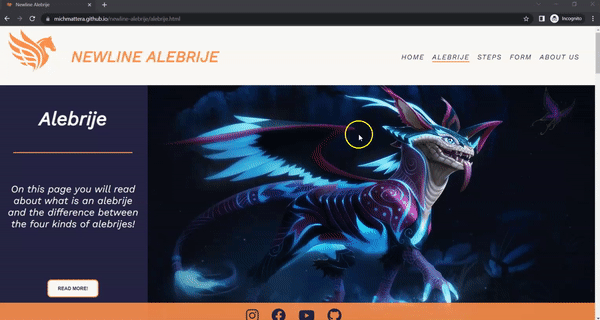 Newline Alebrije
michmattera.github.io/newline-alebrije/alebrije.html
Incognito
NEWLINE ALEBRIJE
HOME ALEBRIJE STEPS FORM ABOUT US
Alebrije
On this page you will read
about what is an alebrije
and the difference between
the four kinds of alebrijes!
READ MORE!